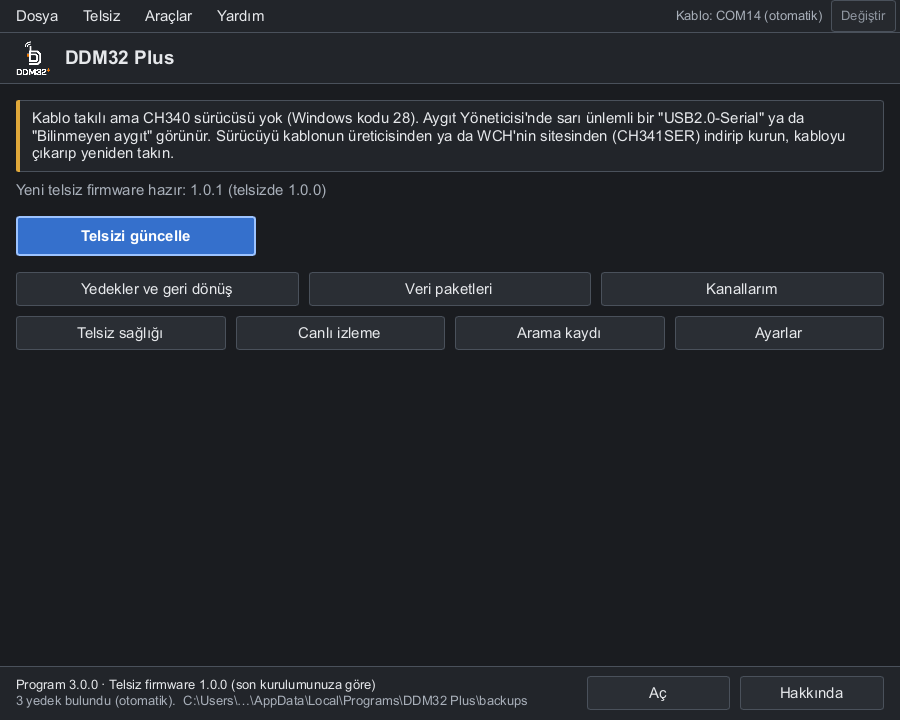 Dosya Telsiz Araçlar Yardım Kablo: COM14 (otomatik) Değiştir
DDM32+ DDM32 Plus
Kablo takılı ama CH340 sürücüsü yok (Windows kodu 28). Aygıt Yöneticisi'nde sarı ünlemli bir "USB2.0-Serial" ya da
"Bilinmeyen aygıt" görünür. Sürücüyü kablonun üreticisinden ya da WCH'nin sitesinden (CH341SER) indirip kurun, kabloyu
çıkarıp yeniden takın.
Yeni telsiz firmware hazır: 1.0.1 (telsizde 1.0.0)
Telsizi güncelle
Yedekler ve geri dönüş Veri paketleri Kanallarım
Telsiz sağlığı Canlı izleme Arama kaydı Ayarlar
Program 3.0.0 · Telsiz firmware 1.0.0 (son kurulumunuza göre)
3 yedek bulundu (otomatik). C:\Users\...\AppData\Local\Programs\DDM32 Plus\backups
Aç Hakkında